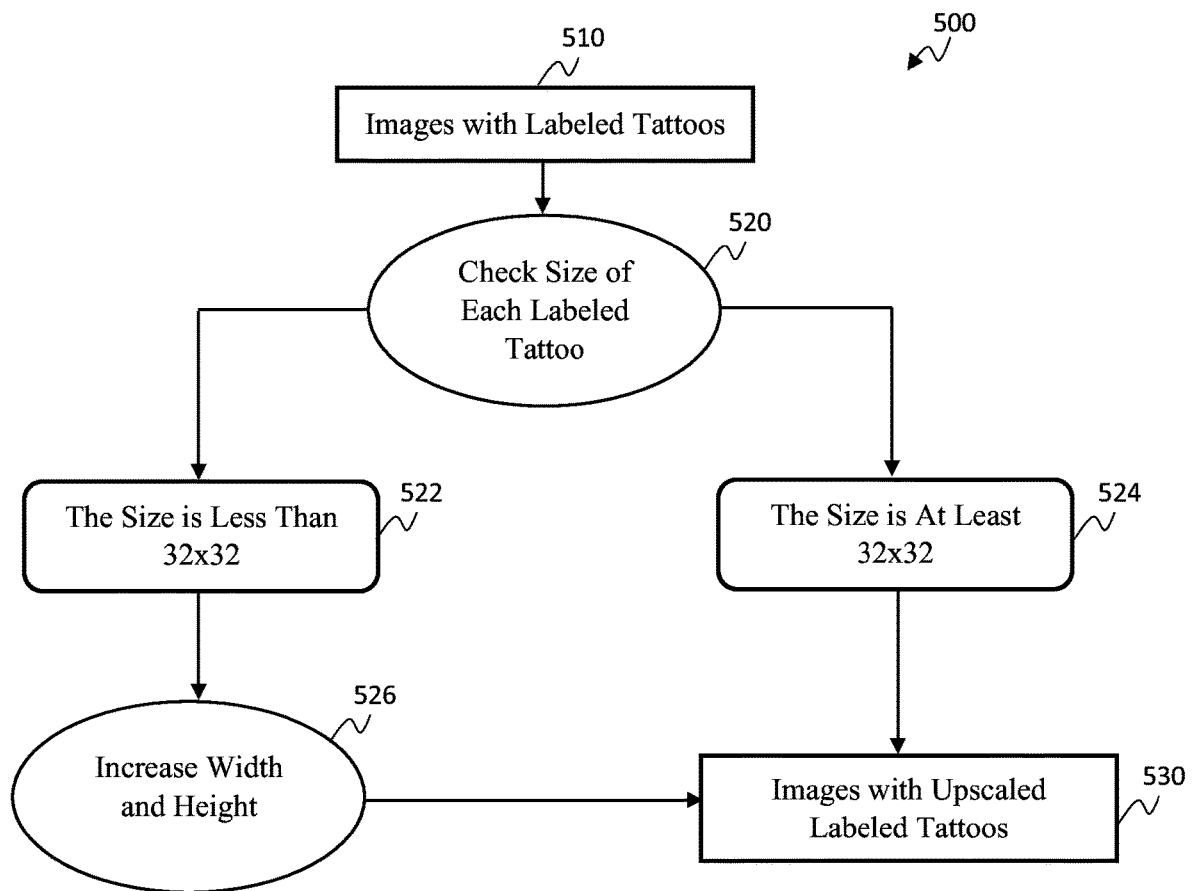 500
510
Images with Labeled Tattoos
520
Check Size of
Each Labeled
Tattoo
522
The Size is Less Than
32x32
524
The Size is At Least
32x32
526
Increase Width
and Height
530
Images with Upscaled
Labeled Tattoos